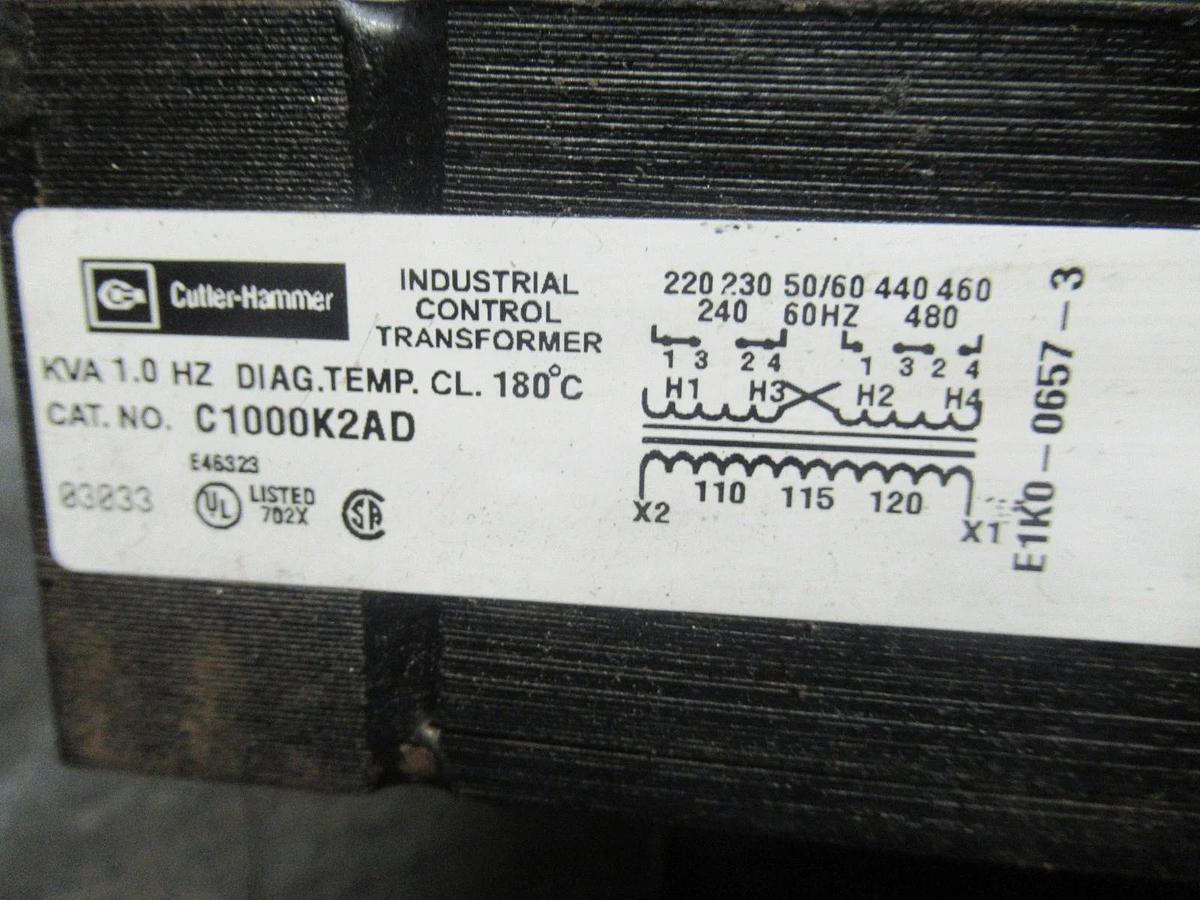 Cutler-Hammer
INDUSTRIAL
CONTROL
TRANSFORMER
KVA 1.0 HZ DIAG.TEMP. CL. 180°C
CAT. NO. C1000K2AD
E46323
03033
UL LISTED
702X
SA
220 230 50/60 440 460
240 60HZ 480
1 3 2 4 1 3 2 4
H1 H3 H2 H4
110 115 120
X2 X1
E1K0-0657-3